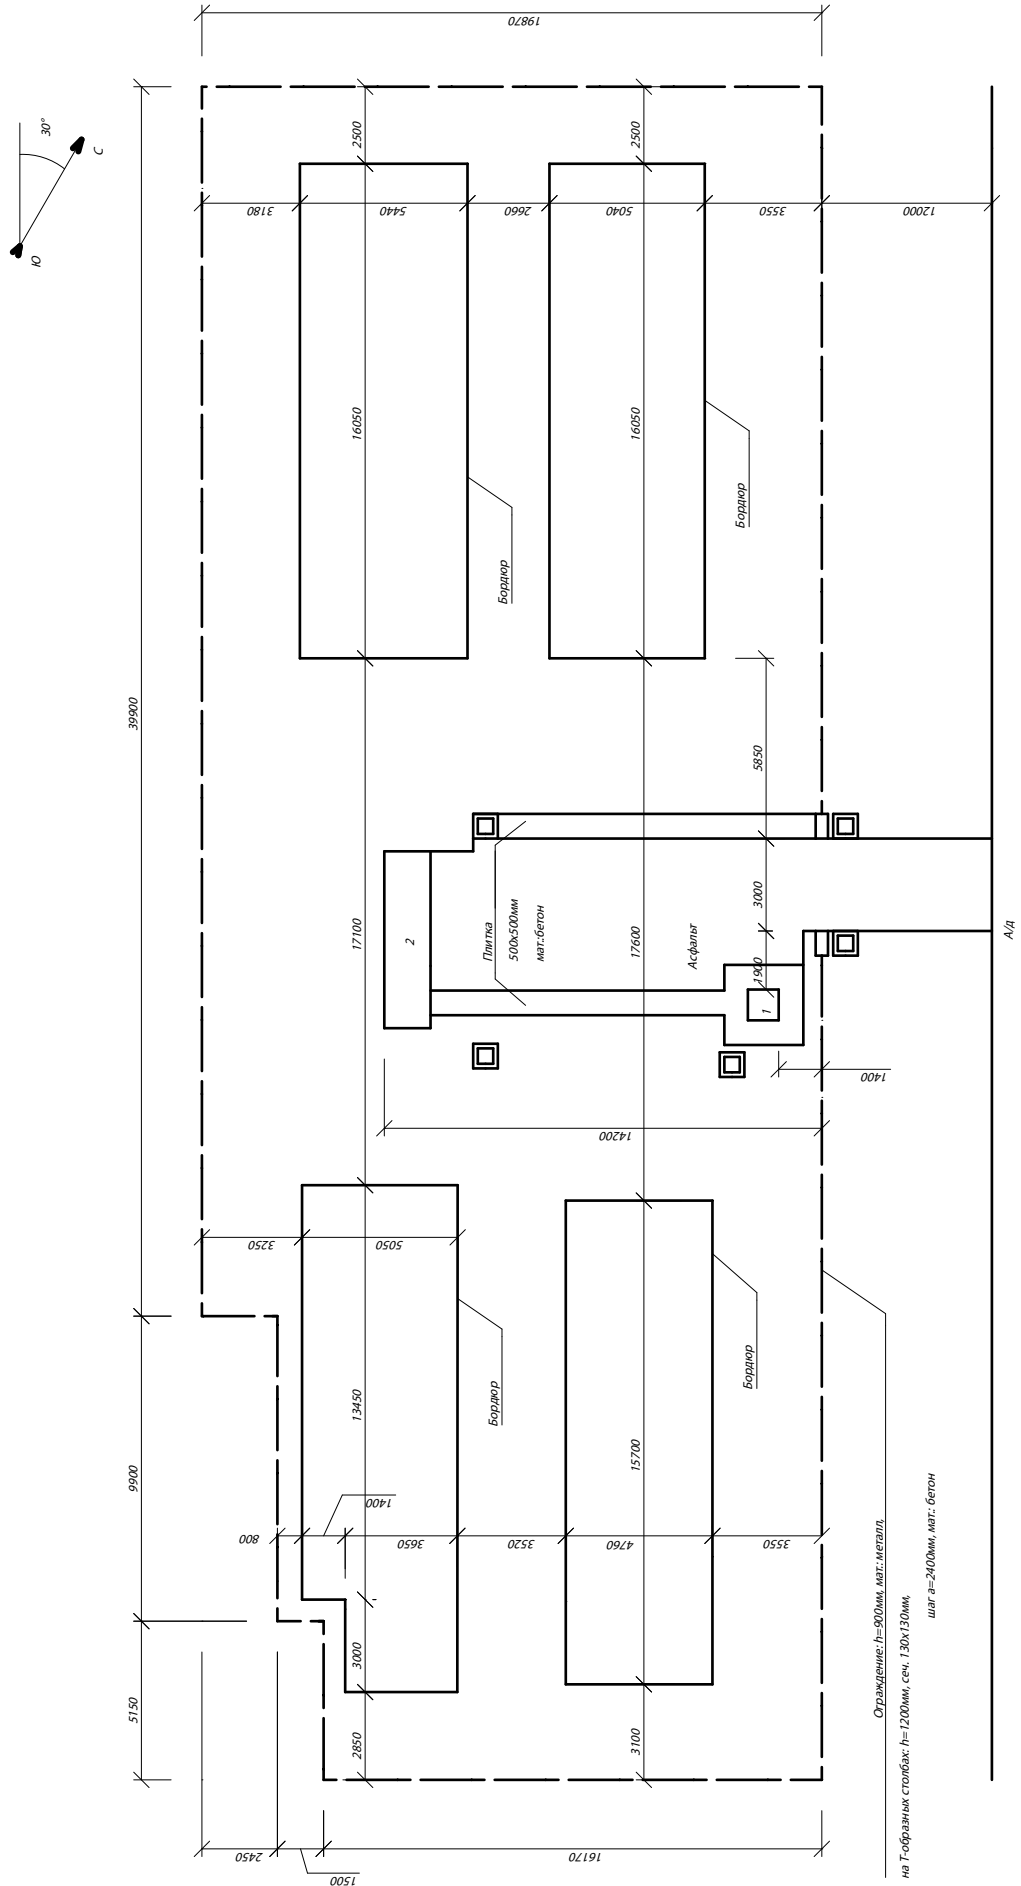 19870
30°
С
Ю
39900
9900
5150
2500
2500
3180
5440
2660
5040
3550
12000
16050
16050
Бордюр
Бордюр
5850
3000
1900
17100
17600
2
Плитка
500х500мм
мат.:бетон
Асфальт
1
А/д
1400
14200
3250
5050
13450
15700
Бордюр
Бордюр
800
1400
3650
3520
4760
3550
3000
2850
3100
2450
1500
16170
Ограждение: h=900мм, мат.: металл,
на Т-образных столбах: h=1200мм, сеч. 130х130мм,
шаг а=2400мм, мат.: бетон